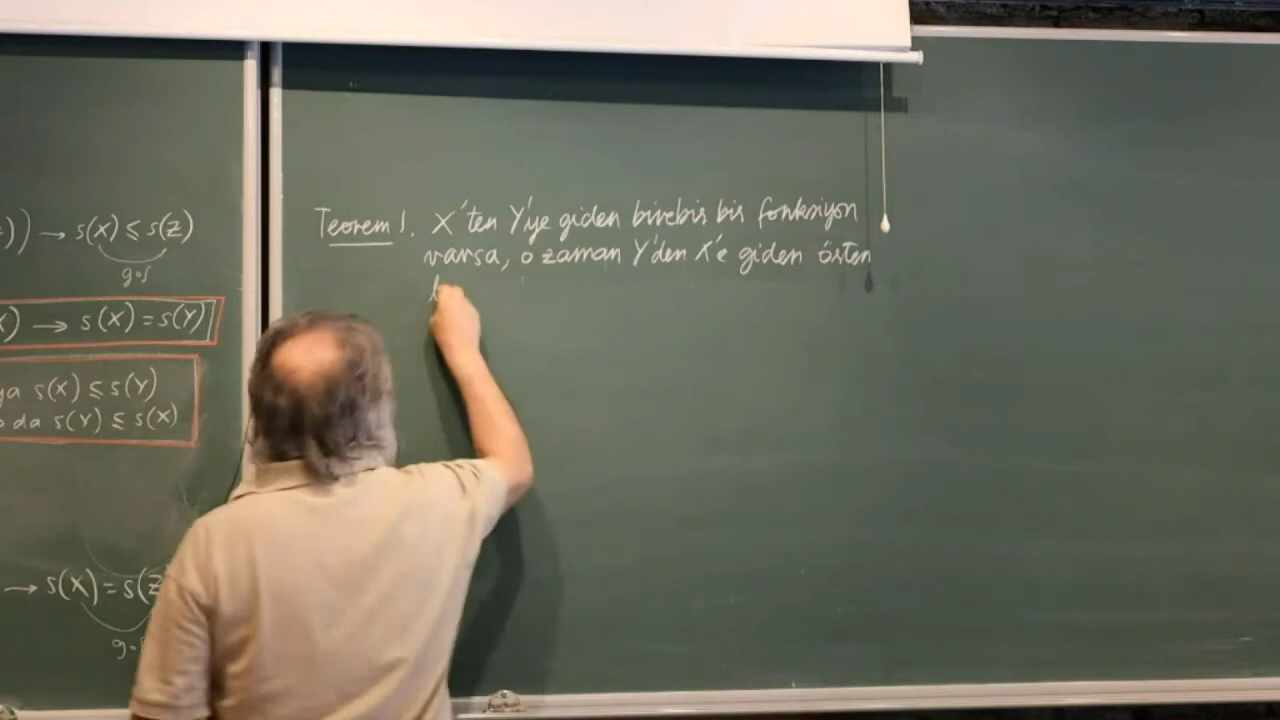 )) → s(X) ≤ s(Z)
g∘f
X) → s(X) = s(Y)
ya s(X) ≤ s(Y)
da s(Y) ≤ s(X)
→ s(X) = s(Z
g∘f
Teorem 1. X'ten Y'ye giden birebir bir fonksiyon
varsa, o zaman Y'den X'e giden örten